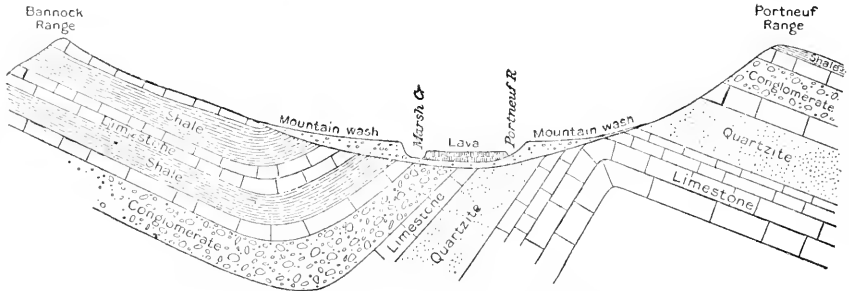 Bannock
Range
Portneuf
Range
Marsh Cr
Portneuf R
Shale
Conglomerate
Shale
Limestone
Shale
Conglomerate
Mountain wash
Lava
Mountain wash
Quartzite
Limestone
Limestone
Quartzite